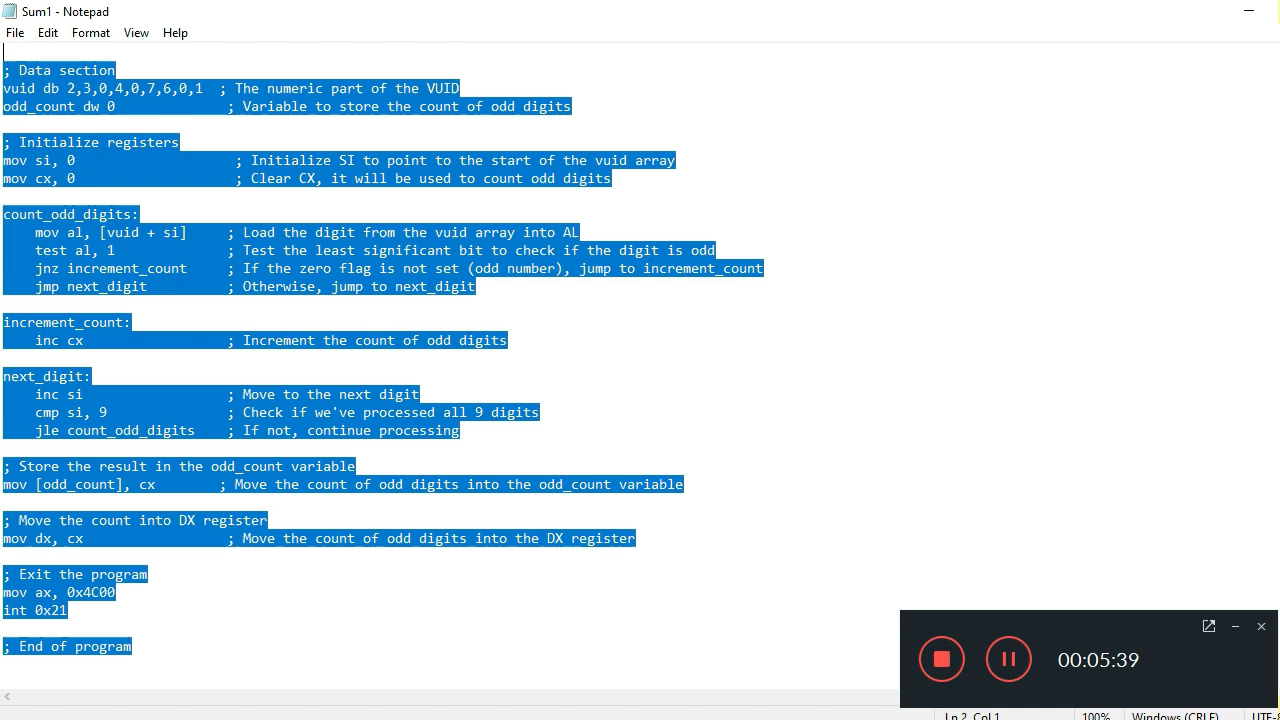 Sum1 - Notepad
File Edit Format View Help
; Data section
vuid db 2,3,0,4,0,7,6,0,1  ; The numeric part of the VUID
odd_count dw 0              ; Variable to store the count of odd digits
; Initialize registers
mov si, 0                    ; Initialize SI to point to the start of the vuid array
mov cx, 0                    ; Clear CX, it will be used to count odd digits
count_odd_digits:
    mov al, [vuid + si]     ; Load the digit from the vuid array into AL
    test al, 1              ; Test the least significant bit to check if the digit is odd
    jnz increment_count     ; If the zero flag is not set (odd number), jump to increment_count
    jmp next_digit          ; Otherwise, jump to next_digit
increment_count:
    inc cx                  ; Increment the count of odd digits
next_digit:
    inc si                  ; Move to the next digit
    cmp si, 9               ; Check if we've processed all 9 digits
    jle count_odd_digits    ; If not, continue processing
; Store the result in the odd_count variable
mov [odd_count], cx        ; Move the count of odd digits into the odd_count variable
; Move the count into DX register
mov dx, cx                  ; Move the count of odd digits into the DX register
; Exit the program
mov ax, 0x4C00
int 0x21
; End of program
00:05:39
Ln 2, Col 1 100% Windows (CRLF) UTF-8